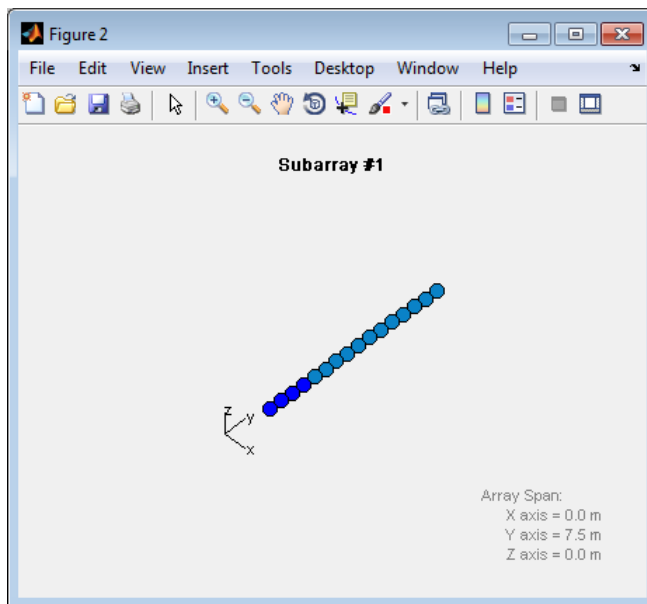 Figure 2
File Edit View Insert Tools Desktop Window Help
Subarray #1
z
y
x
Array Span:
X axis = 0.0 m
Y axis = 7.5 m
Z axis = 0.0 m